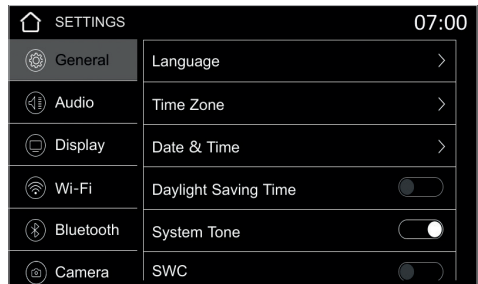 SETTINGS
07:00
General
Audio
Display
Wi-Fi
Bluetooth
Camera
Language
Time Zone
Date & Time
Daylight Saving Time
System Tone
SWC